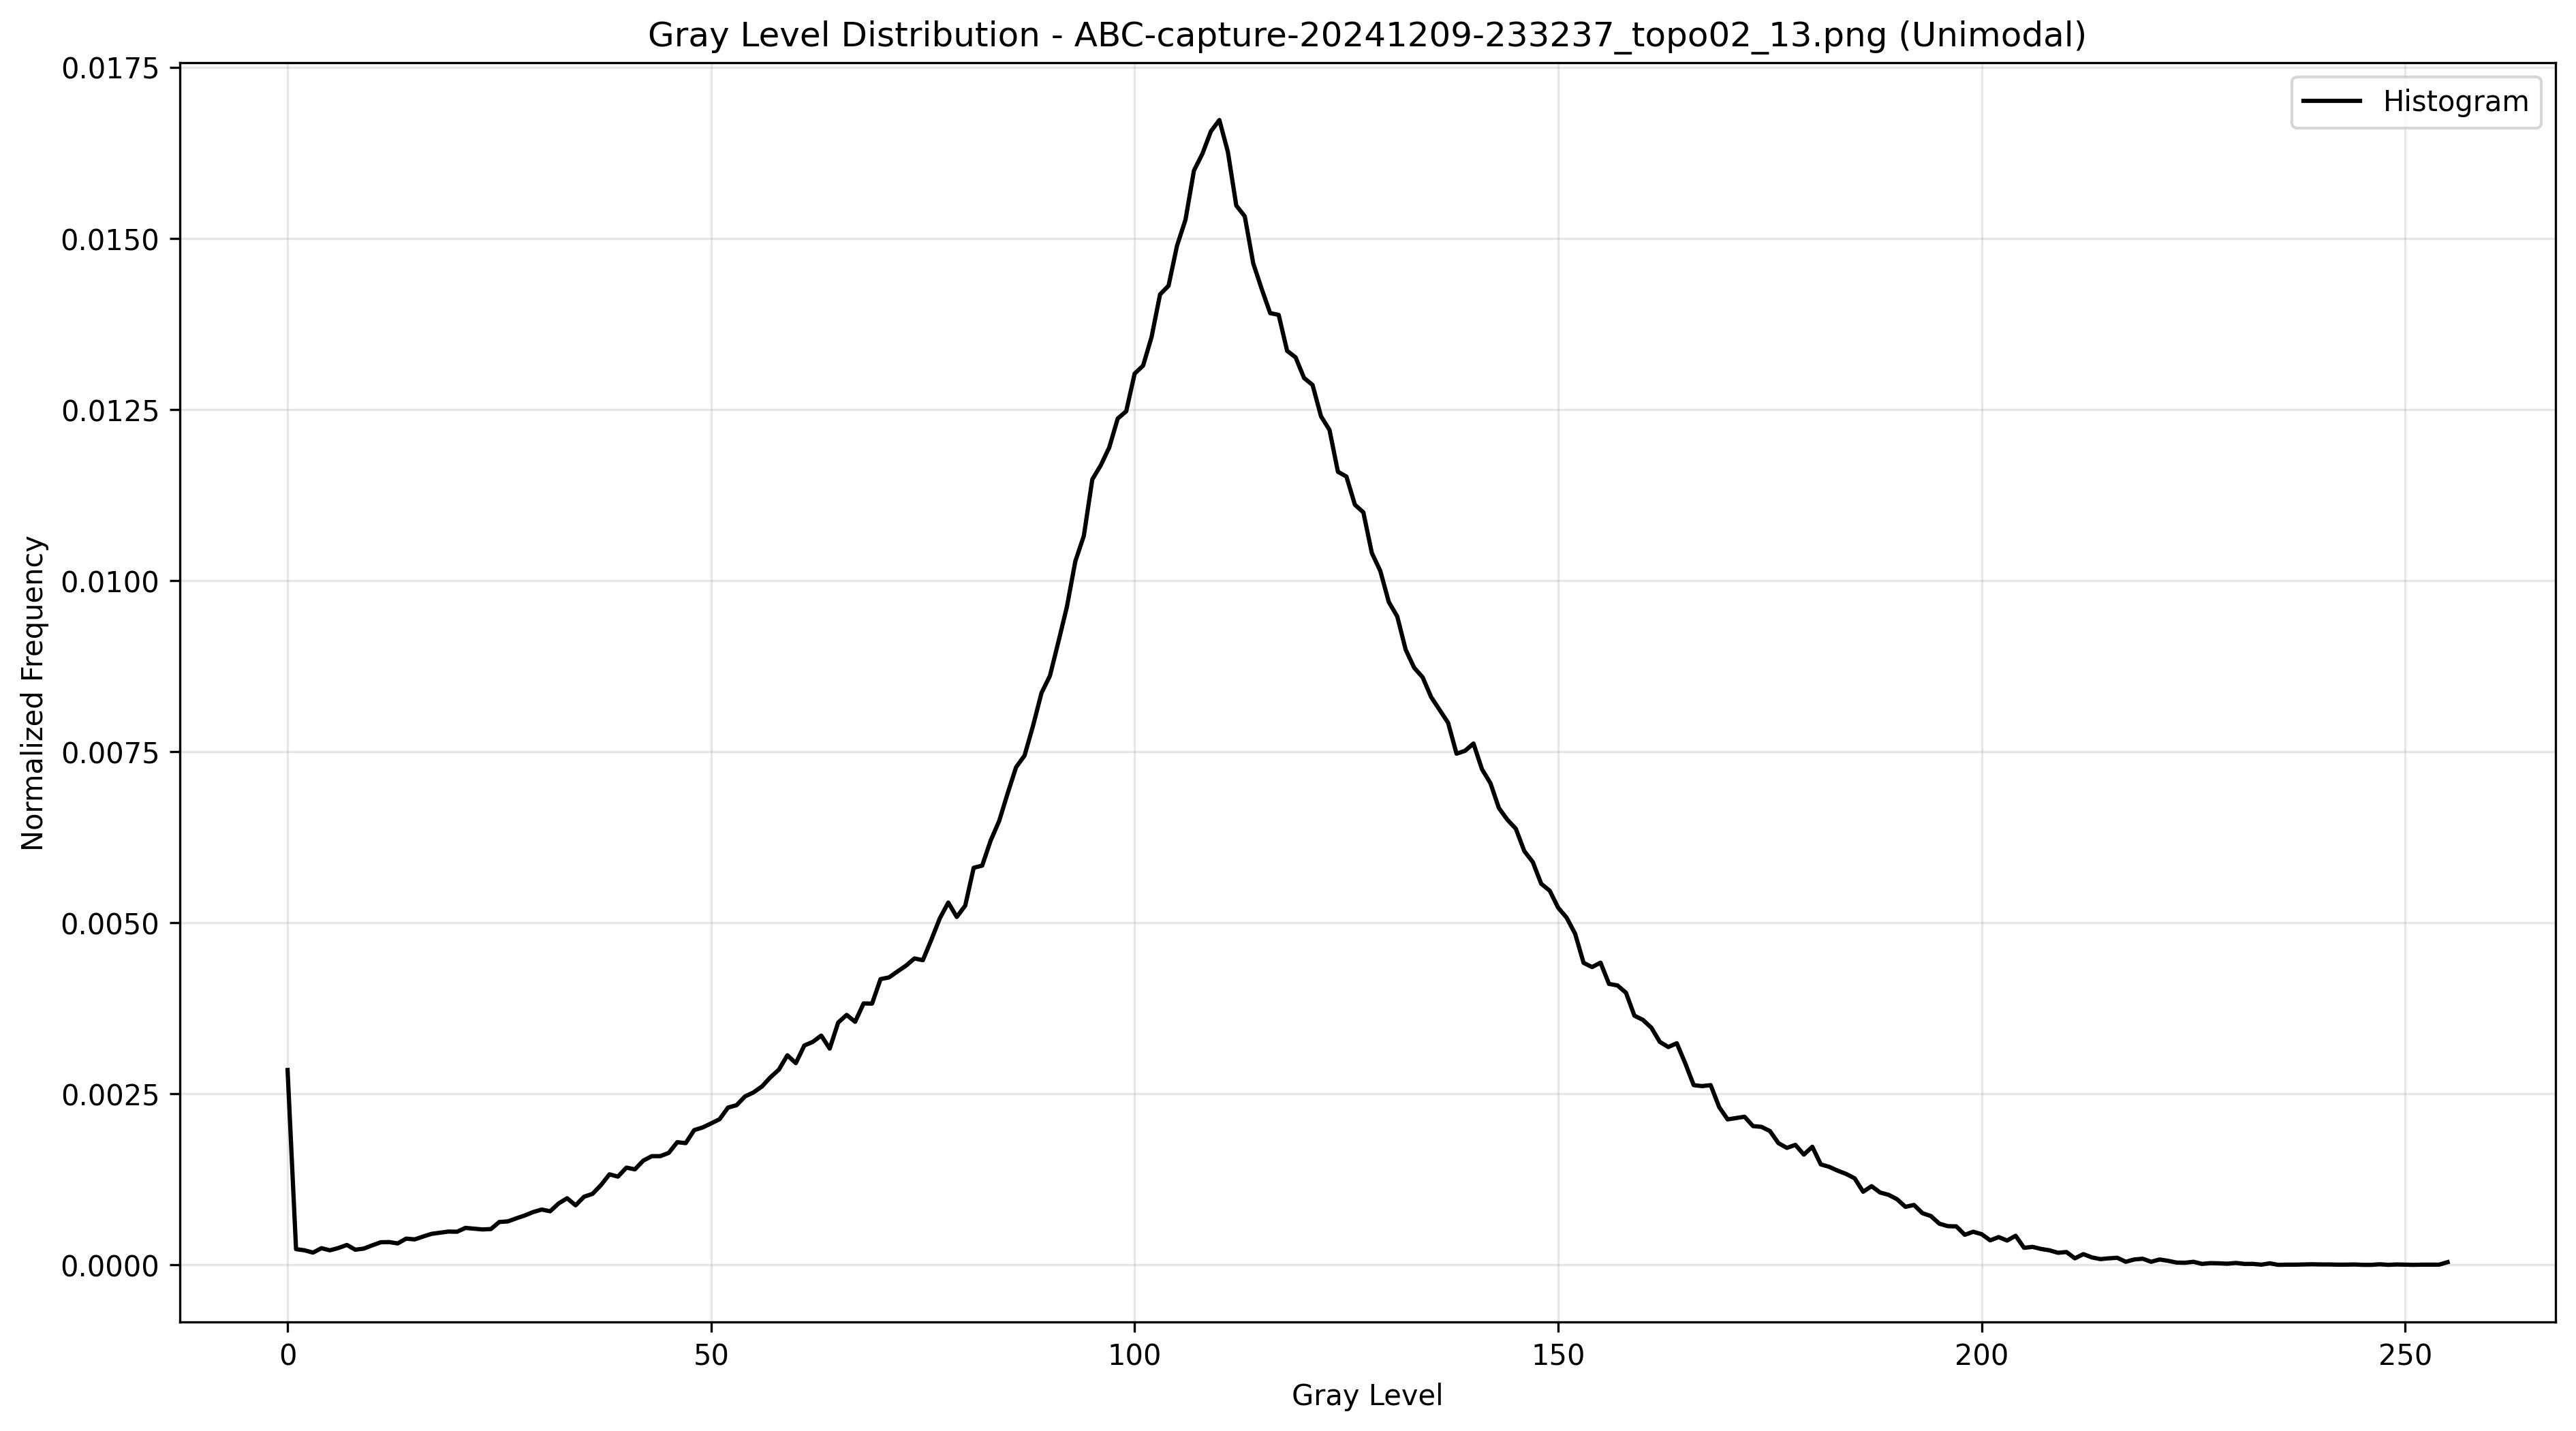 Gray Level Distribution - ABC-capture-20241209-233237_topo02_13.png (Unimodal)
Histogram
Normalized Frequency
0.0175
0.0150
0.0125
0.0100
0.0075
0.0050
0.0025
0.0000
0 50 100 150 200 250
Gray Level